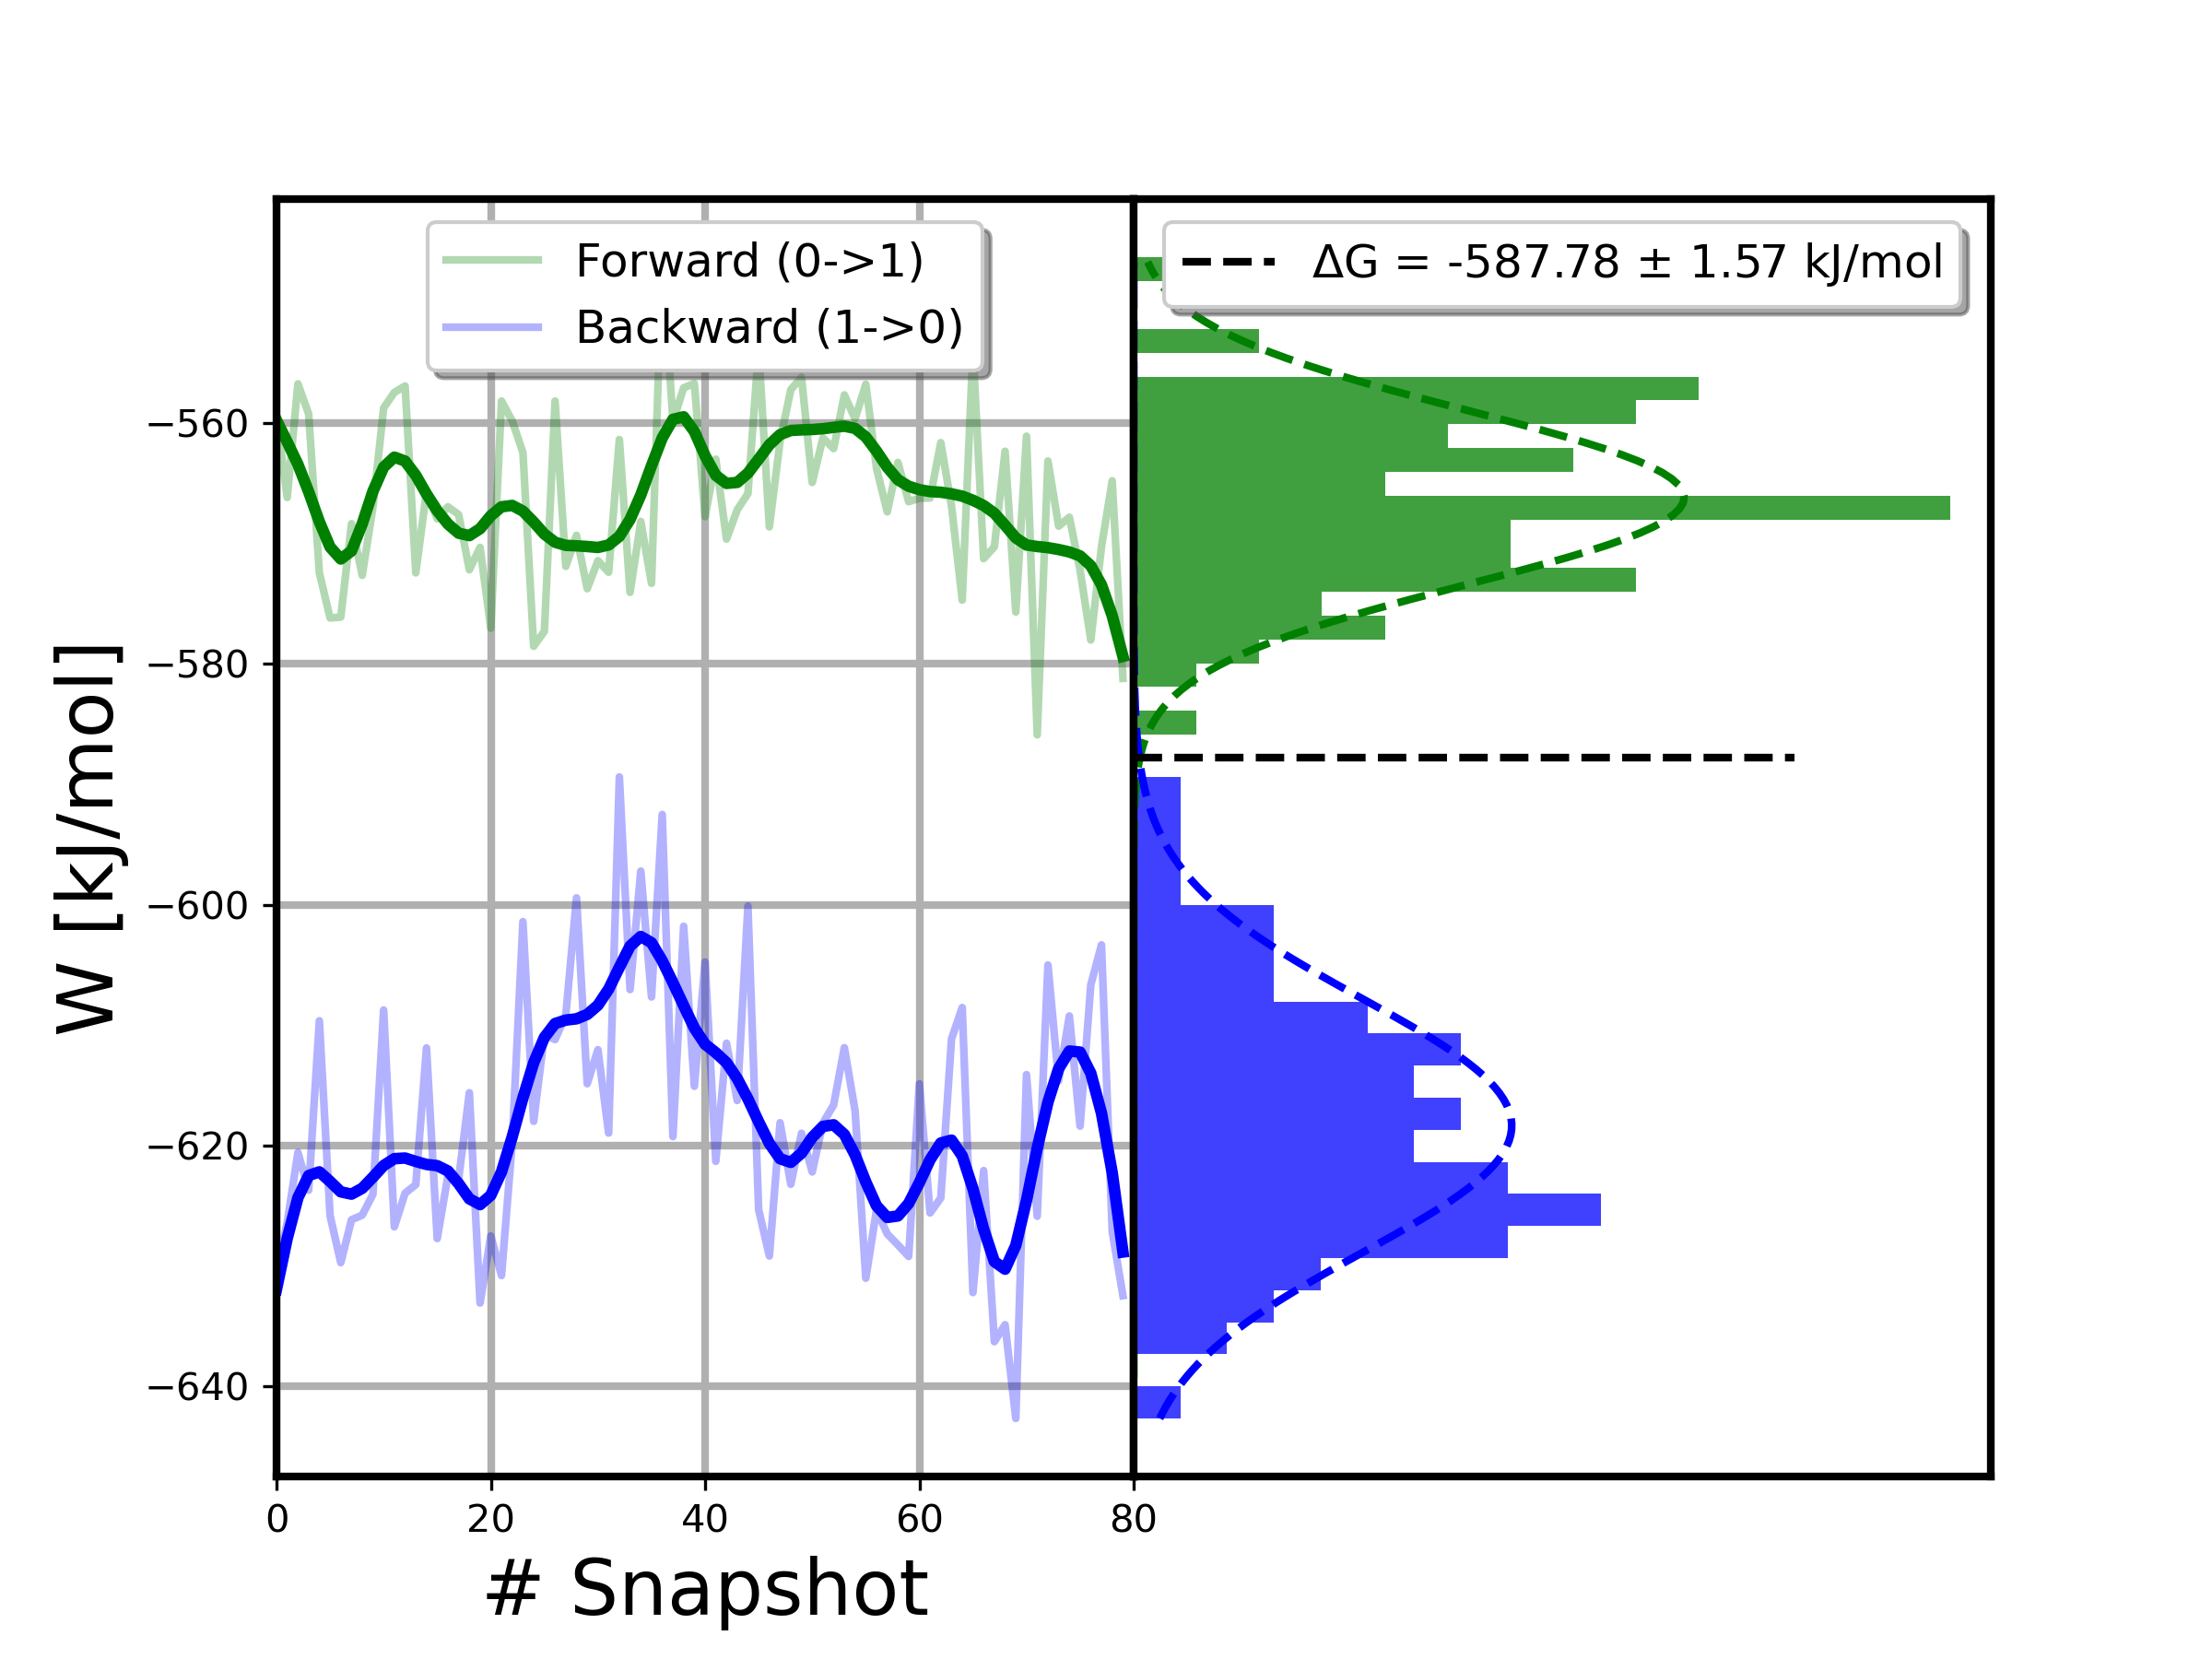 Forward (0->1)
Backward (1->0)
ΔG = -587.78 ± 1.57 kJ/mol
W [kJ/mol]
−560
−580
−600
−620
−640
0 20 40 60 80
# Snapshot